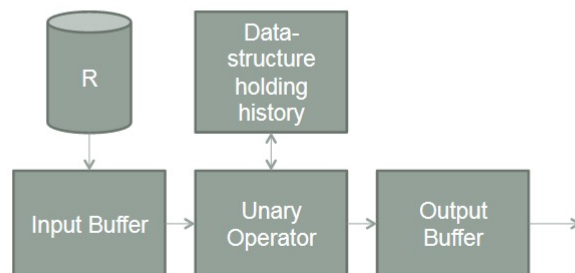 R
Data-
structure
holding
history
Input Buffer
Unary
Operator
Output
Buffer